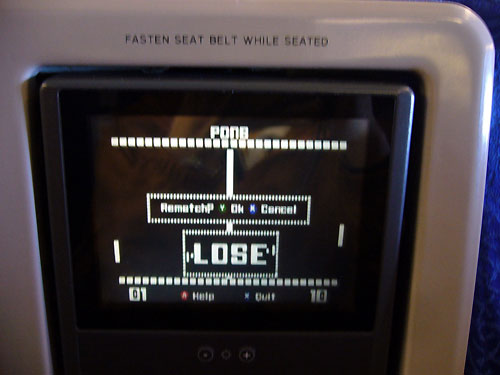 FASTEN SEAT BELT WHILE SEATED
PONG
Rematch? Y Ok X Cancel
LOSE
01 A Help X Quit 10